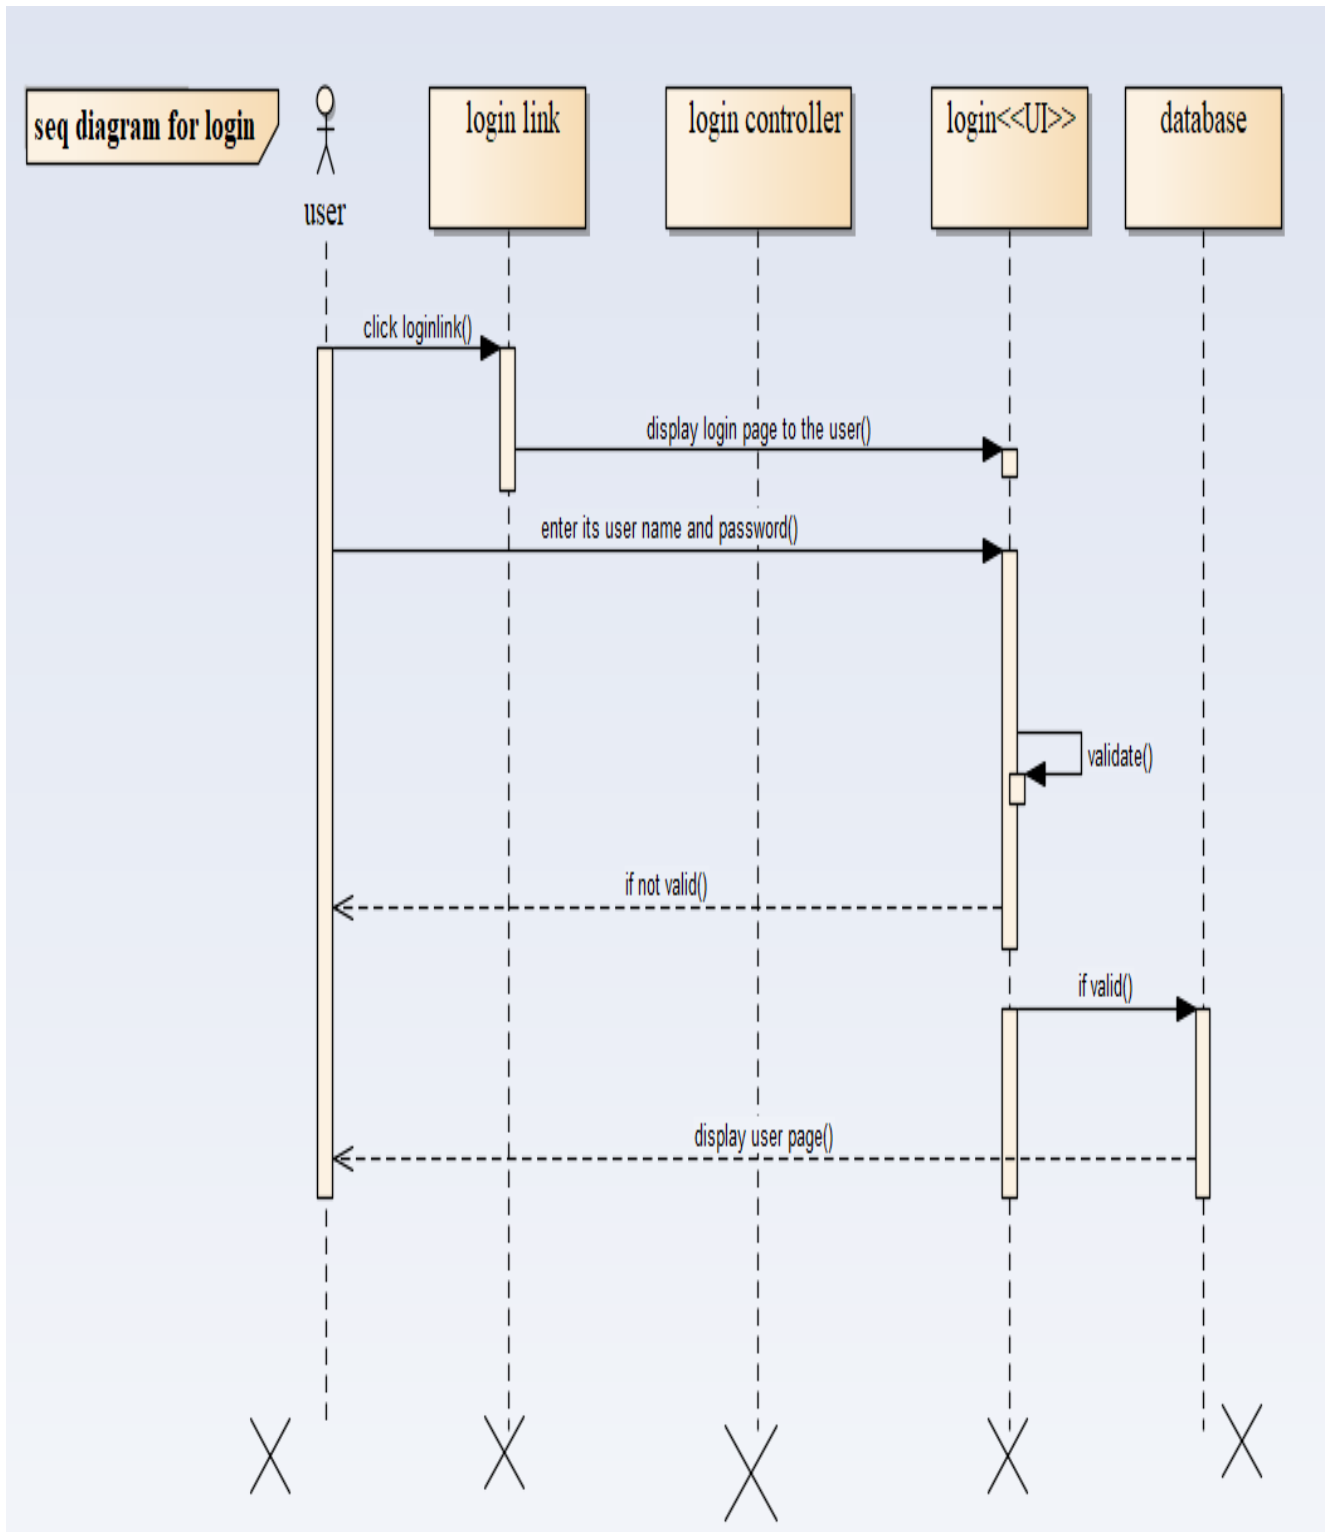 seq diagram for login
user
login link
login controller
login<<UI>>
database
click loginlink()
display login page to the user()
enter its user name and password()
validate()
if not valid()
if valid()
display user page()